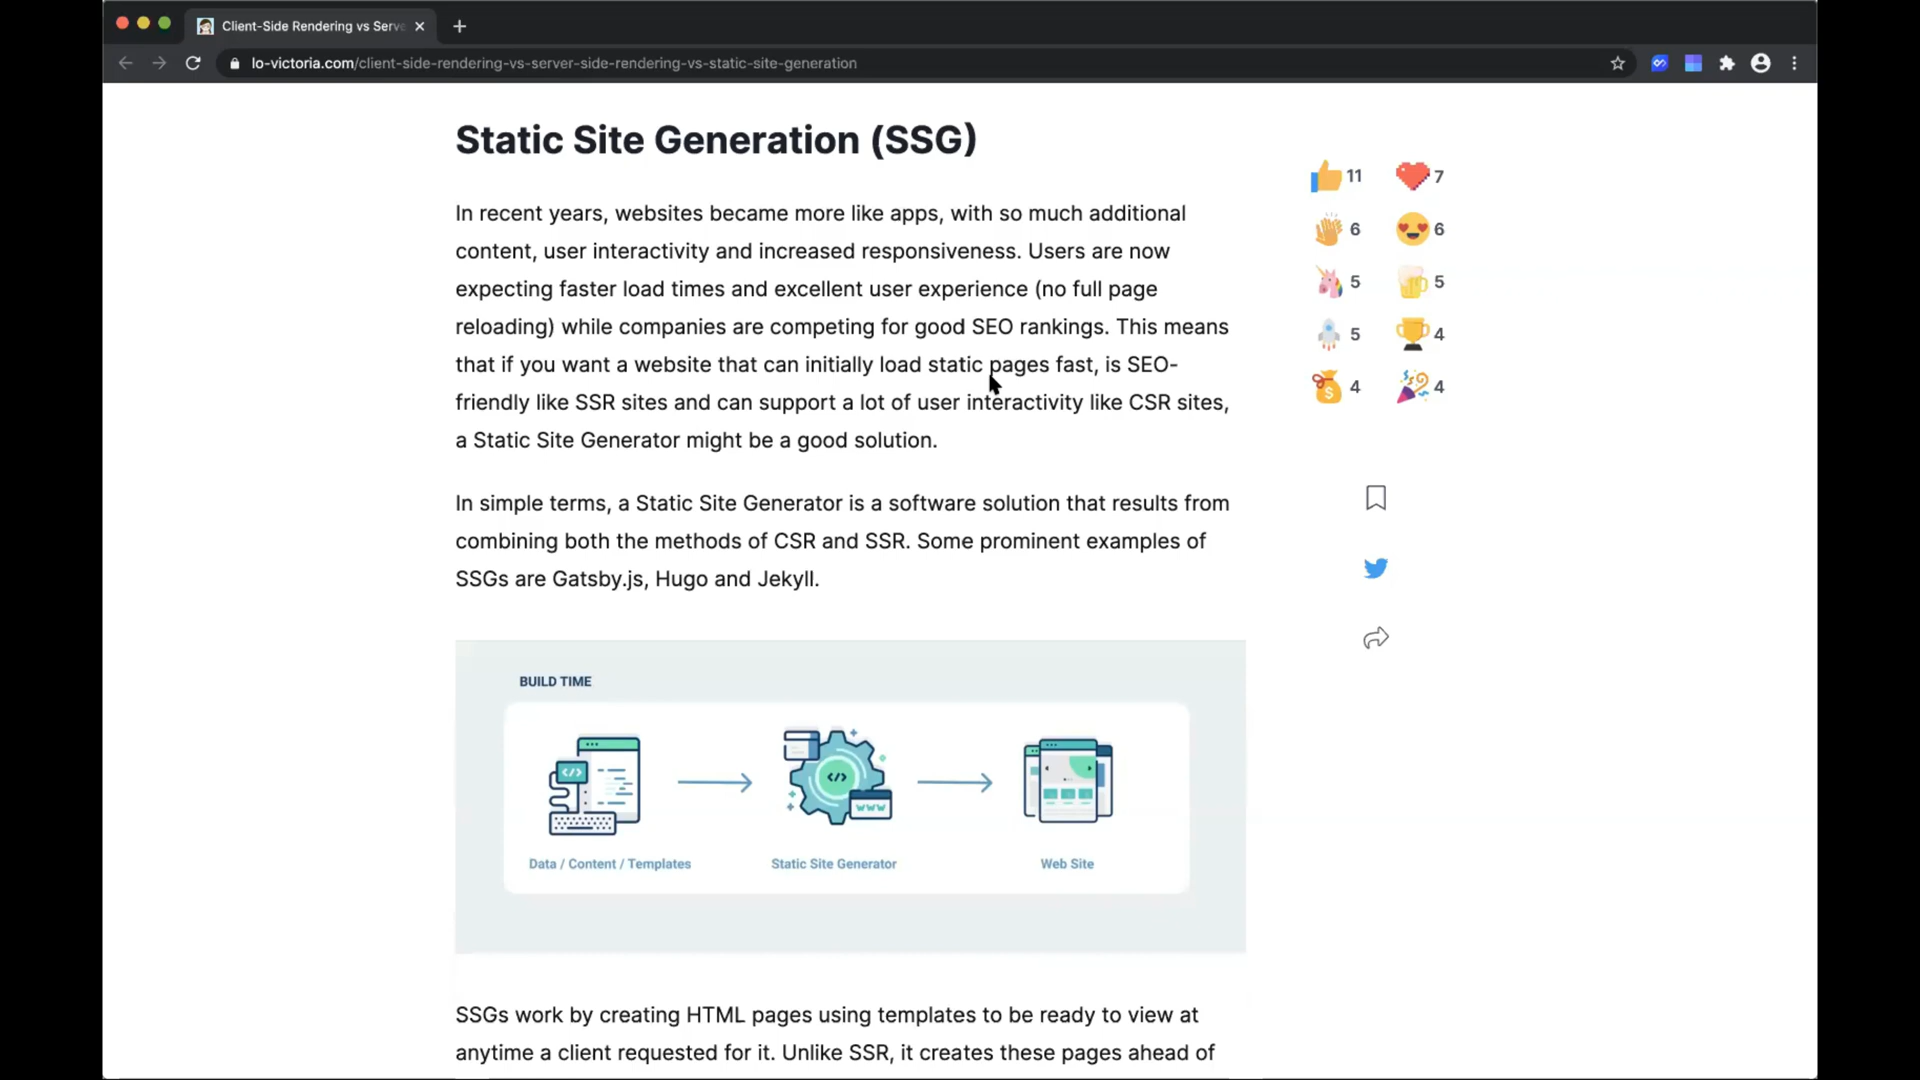 Client-Side Rendering vs Serv
lo-victoria.com/client-side-rendering-vs-server-side-rendering-vs-static-site-generation
Static Site Generation (SSG)
In recent years, websites became more like apps, with so much additional
content, user interactivity and increased responsiveness. Users are now
expecting faster load times and excellent user experience (no full page
reloading) while companies are competing for good SEO rankings. This means
that if you want a website that can initially load static pages fast, is SEO-
friendly like SSR sites and can support a lot of user interactivity like CSR sites,
a Static Site Generator might be a good solution.
In simple terms, a Static Site Generator is a software solution that results from
combining both the methods of CSR and SSR. Some prominent examples of
SSGs are Gatsby.js, Hugo and Jekyll.
11 7
6 6
5 5
5 4
4 4
BUILD TIME
</>
</>
WWW
Data / Content / Templates
Static Site Generator
Web Site
SSGs work by creating HTML pages using templates to be ready to view at
anytime a client requested for it. Unlike SSR, it creates these pages ahead of